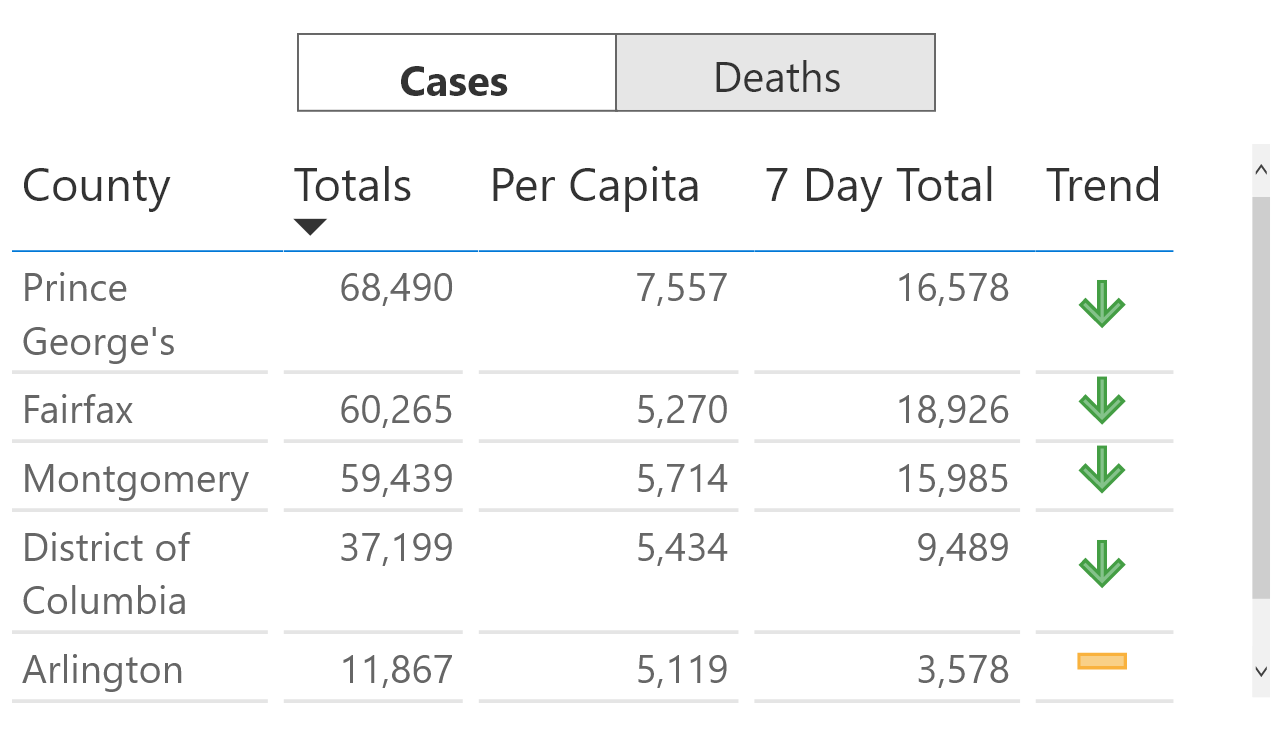 Cases Deaths
County Totals Per Capita 7 Day Total Trend
Prince 68,490 7,557 16,578
George's
Fairfax 60,265 5,270 18,926
Montgomery 59,439 5,714 15,985
District of 37,199 5,434 9,489
Columbia
Arlington 11,867 5,119 3,578